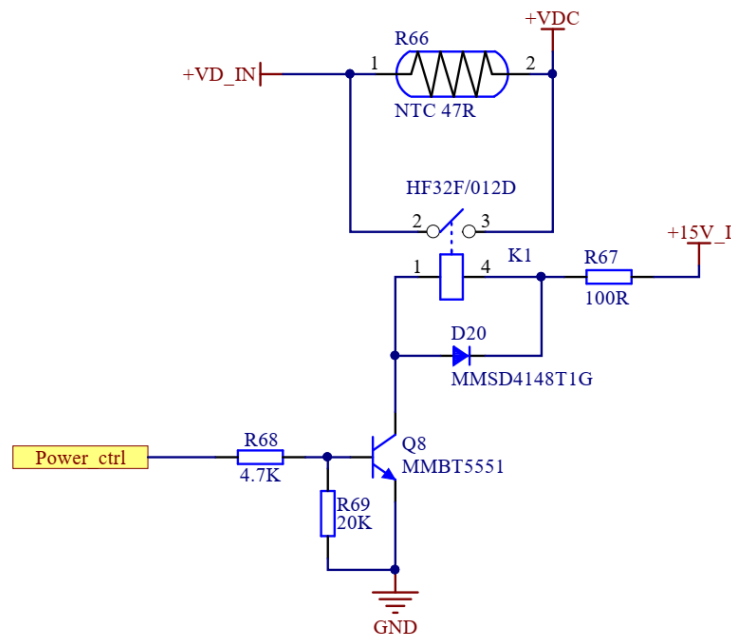 +VDC
R66
1
2
+VD_IN
NTC 47R
HF32F/012D
2
3
+15V_I
K1
R67
1
4
100R
D20
MMSD4148T1G
R68
Q8
Power_ctrl
MMBT5551
4.7K
R69
20K
GND